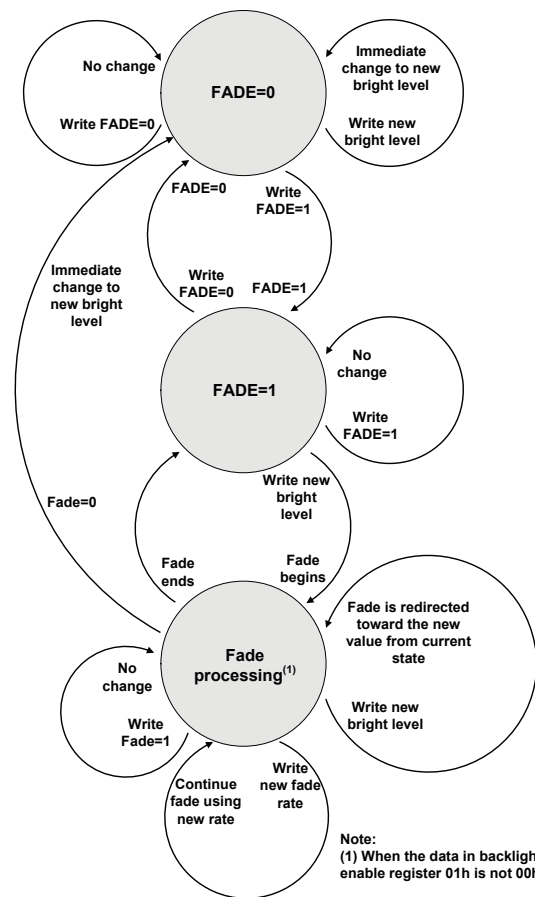 No change
Write FADE=0
FADE=0
Immediate
change to new
bright level
Write new
bright level
FADE=0
Write
FADE=1
Immediate
change to
new bright
level
Write
FADE=0
FADE=1
FADE=1
No
change
Write
FADE=1
Write new
bright
level
Fade=0
Fade
ends
Fade
begins
Fade is redirected
toward the new
value from current
state
Fade
processing(1)
No
change
Write
Fade=1
Write new
bright level
Continue
fade using
new rate
Write
new fade
rate
Note:
(1) When the data in backligh
enable register 01h is not 00h